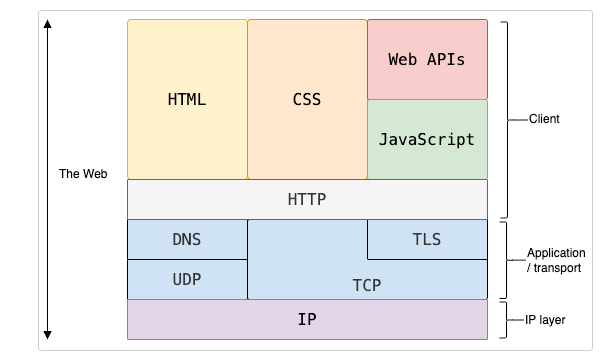 The Web
HTML
CSS
Web APIs
JavaScript
Client
HTTP
DNS
TLS
UDP
TCP
Application
/ transport
IP
IP layer